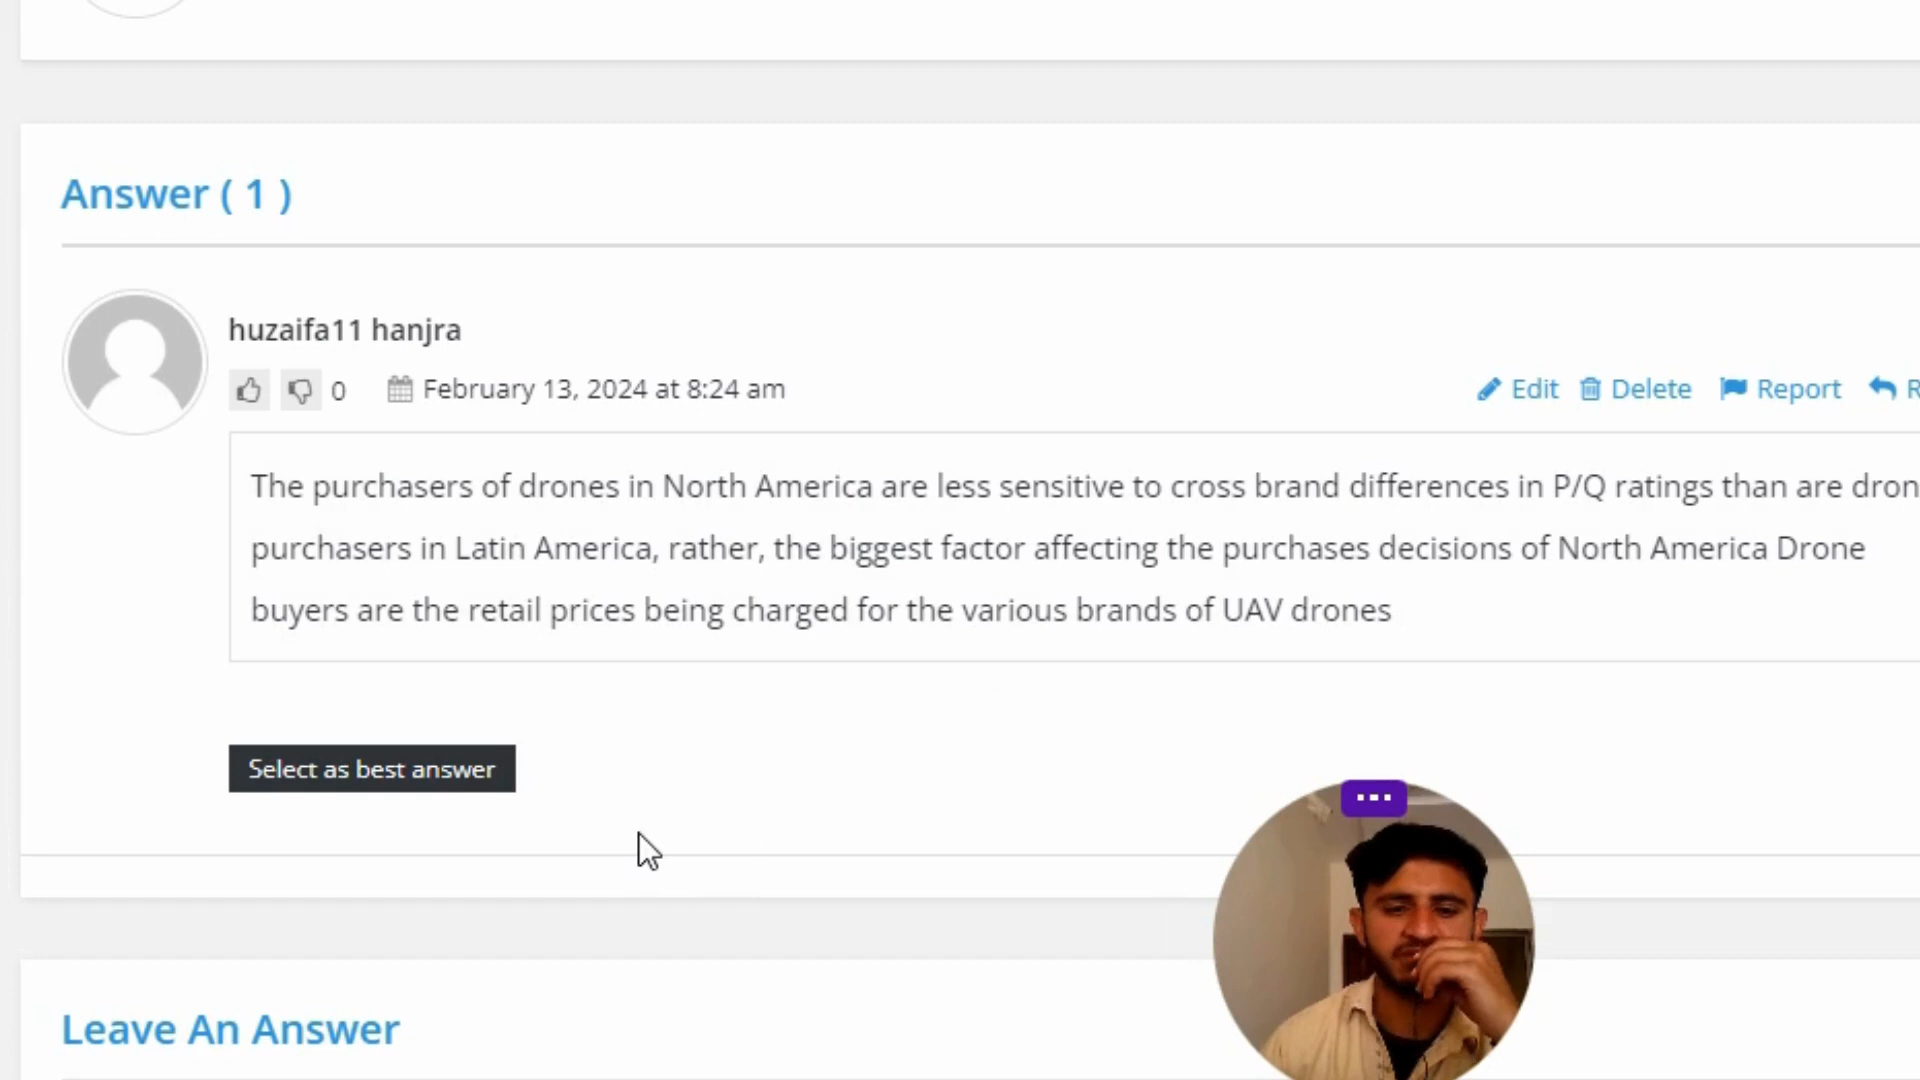 Answer ( 1 )
huzaifa11 hanjra
0 February 13, 2024 at 8:24 am Edit Delete Report
The purchasers of drones in North America are less sensitive to cross brand differences in P/Q ratings than are
purchasers in Latin America, rather, the biggest factor affecting the purchases decisions of North America Drone
buyers are the retail prices being charged for the various brands of UAV drones
Select as best answer
Leave An Answer